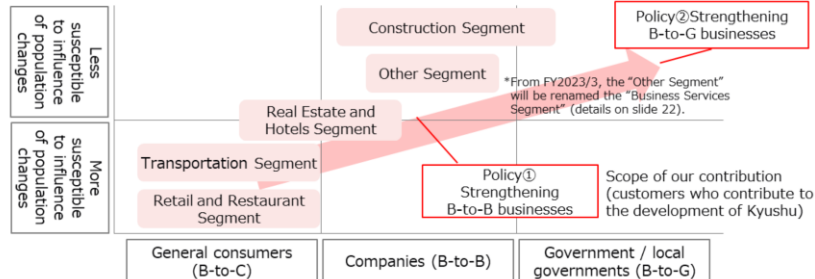 Less
susceptible
to influence
of population
changes
Construction Segment
Other Segment
Policy②Strengthening
B-to-G businesses
*From FY2023/3, the “Other Segment”
will be renamed the “Business Services
Segment” (details on slide 22).
Real Estate and
Hotels Segment
More
susceptible
to influence
of population
changes
Transportation Segment
Retail and Restaurant
Segment
Policy①
Strengthening
B-to-B businesses
Scope of our contribution
(customers who contribute to
the development of Kyushu)
General consumers
(B-to-C)
Companies (B-to-B)
Government / local
governments (B-to-G)